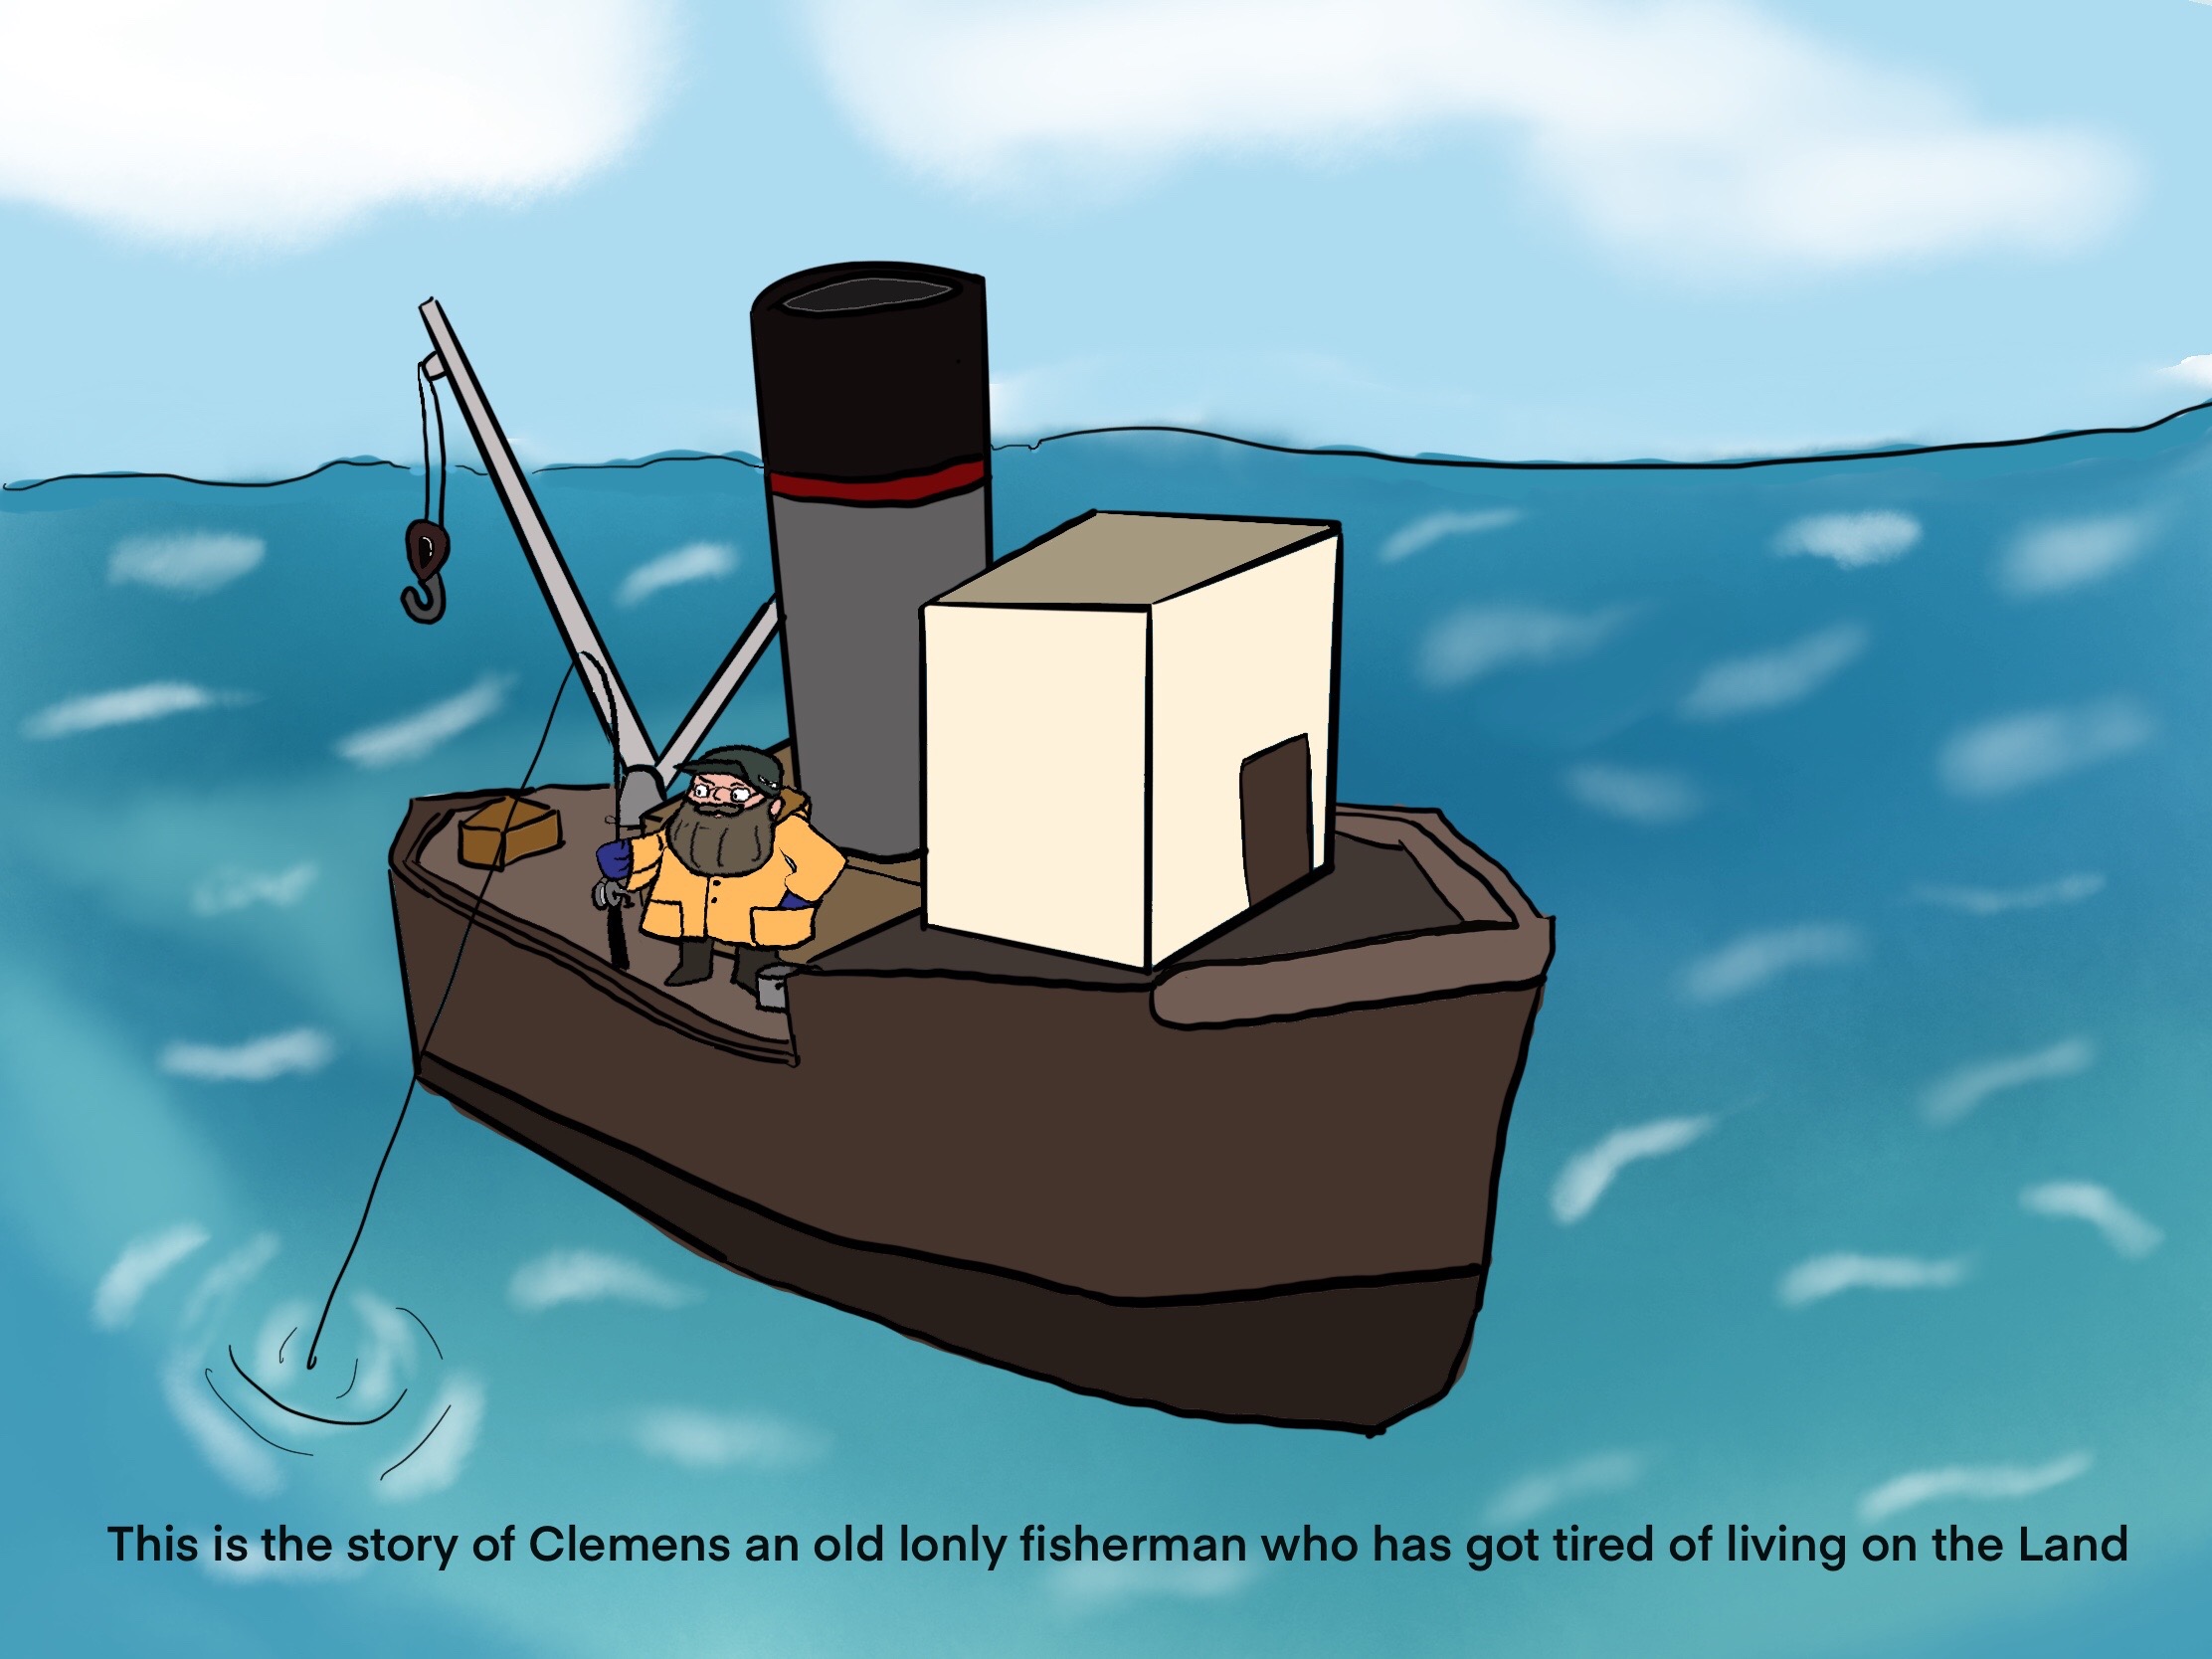 This is the story of Clemens an old lonly fisherman who has got tired of living on the Land